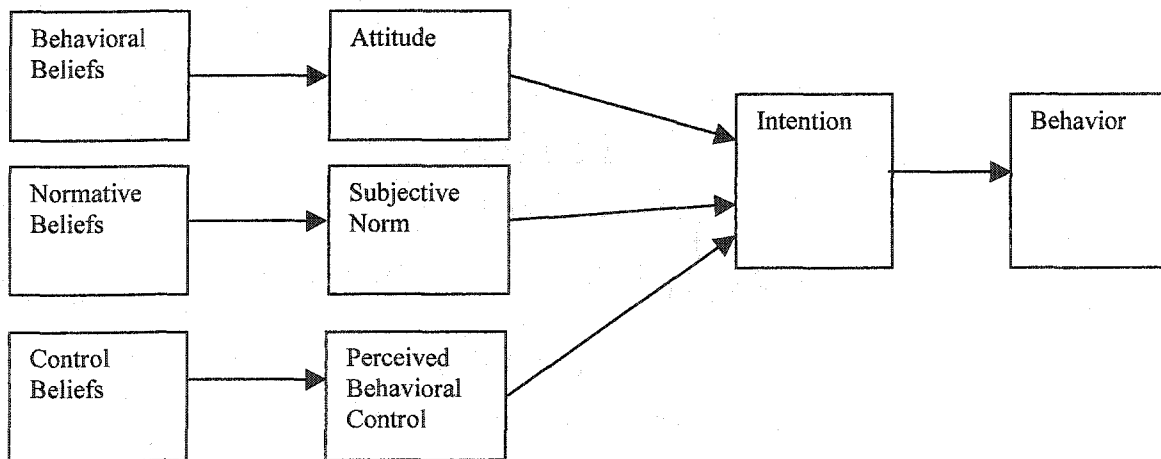 Behavioral
Beliefs
Attitude
Intention
Behavior
Normative
Beliefs
Subjective
Norm
Control
Beliefs
Perceived
Behavioral
Control